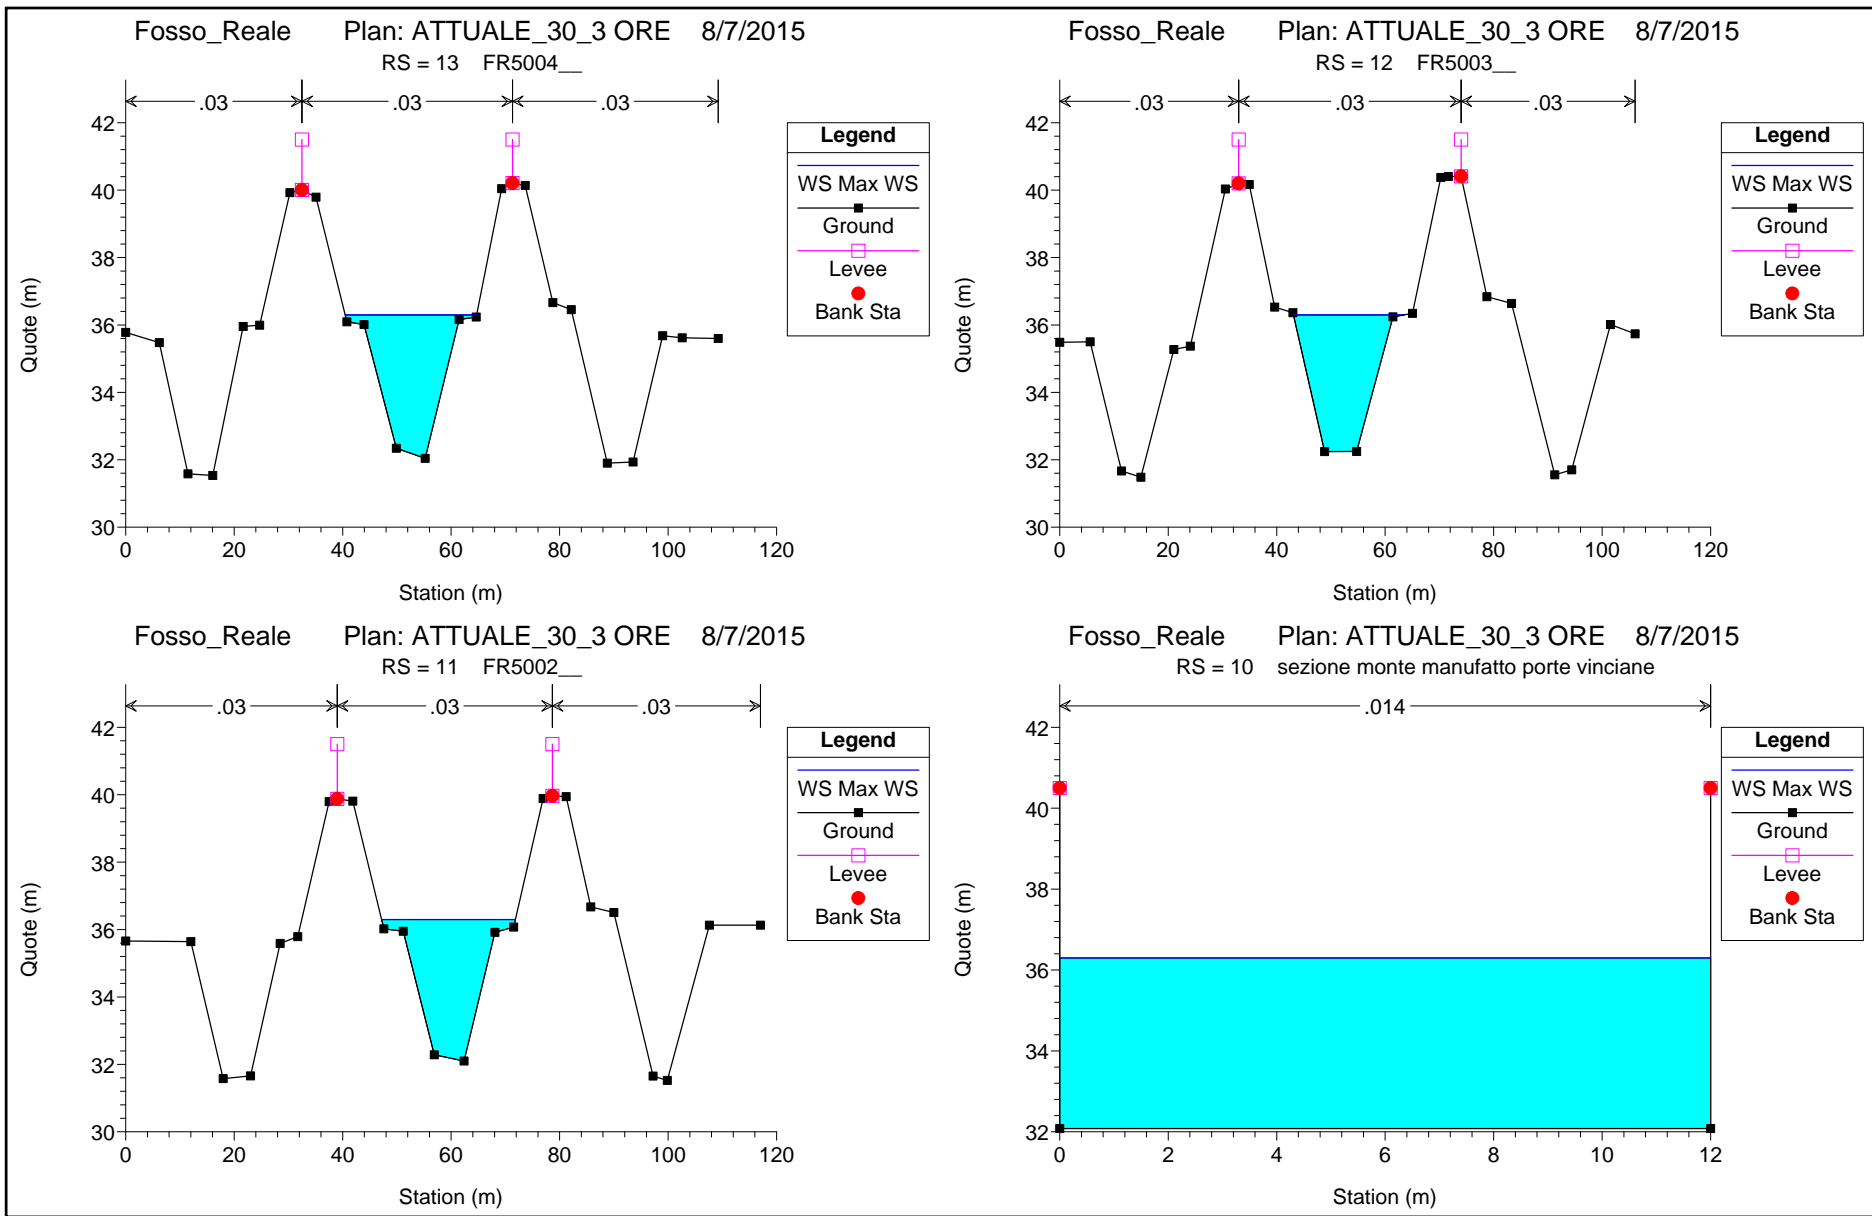 Fosso_Reale Plan: ATTUALE_30_3 ORE 8/7/2015
RS = 13 FR5004__
.03 .03 .03
42
40
38
36
34
32
30
Quote (m)
0 20 40 60 80 100 120
Station (m)
Legend
WS Max WS
Ground
Levee
Bank Sta
Fosso_Reale Plan: ATTUALE_30_3 ORE 8/7/2015
RS = 12 FR5003__
.03 .03 .03
42
40
38
36
34
32
30
Quote (m)
0 20 40 60 80 100 120
Station (m)
Legend
WS Max WS
Ground
Levee
Bank Sta
Fosso_Reale Plan: ATTUALE_30_3 ORE 8/7/2015
RS = 11 FR5002__
.03 .03 .03
42
40
38
36
34
32
30
Quote (m)
0 20 40 60 80 100 120
Station (m)
Legend
WS Max WS
Ground
Levee
Bank Sta
Fosso_Reale Plan: ATTUALE_30_3 ORE 8/7/2015
RS = 10 sezione monte manufatto porte vinciane
.014
42
40
38
36
34
32
Quote (m)
0 2 4 6 8 10 12
Station (m)
Legend
WS Max WS
Ground
Levee
Bank Sta